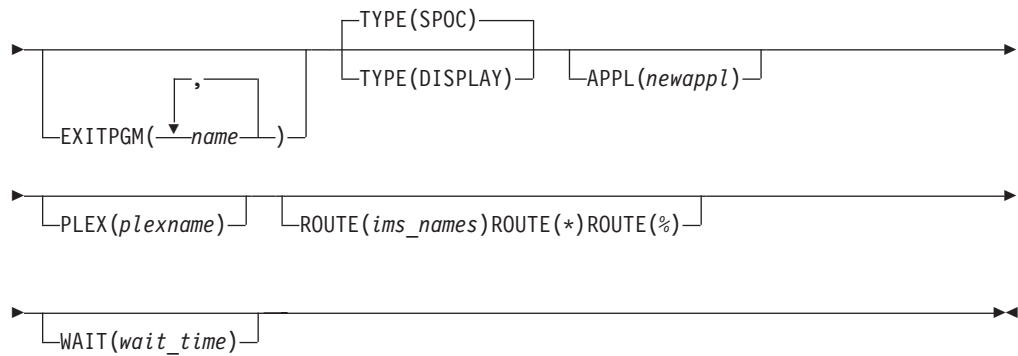 TYPE(SPOC)
TYPE(DISPLAY) APPL(newappl)
,
EXITPGM( name )
PLEX(plexname) ROUTE(ims_names)ROUTE(*)ROUTE(%)
WAIT(wait_time)